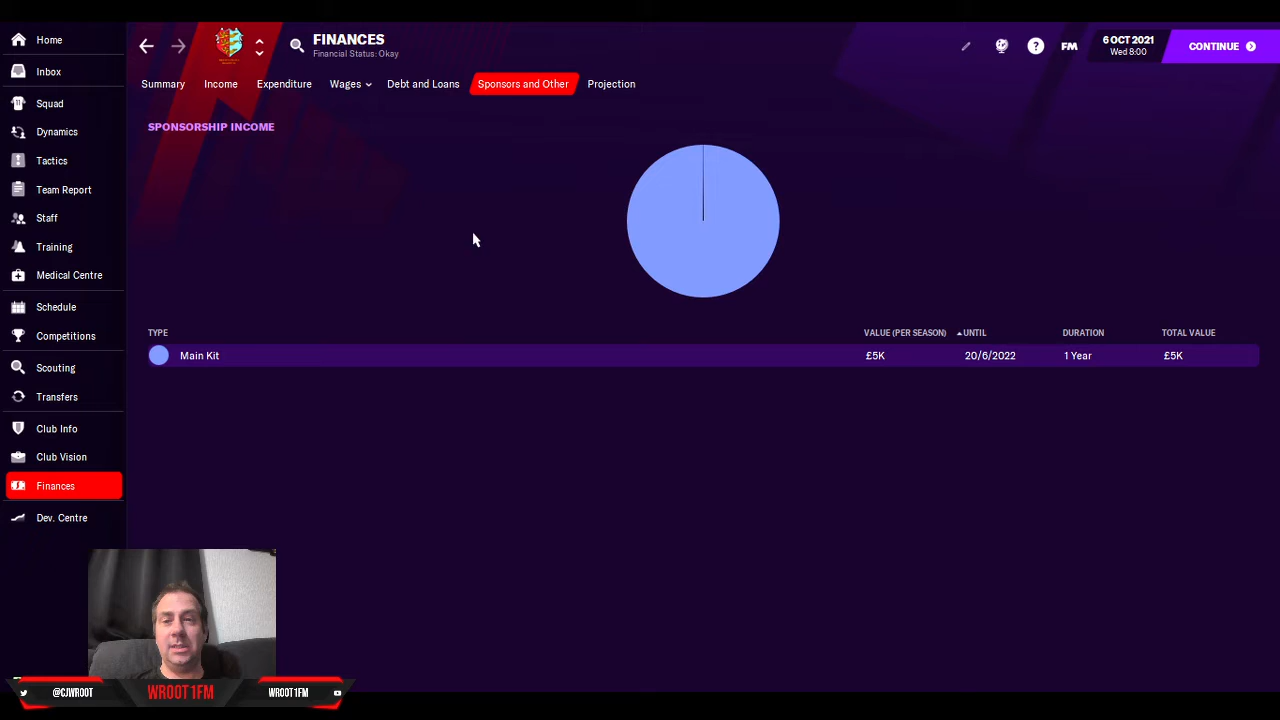 Home
Inbox
Squad
Dynamics
Tactics
Team Report
Staff
Training
Medical Centre
Schedule
Competitions
Scouting
Transfers
Club Info
Club Vision
Finances
Dev. Centre
FINANCES
Financial Status: Okay
?
FM
6 OCT 2021
Wed 8:00
CONTINUE
Summary Income Expenditure Wages Debt and Loans Sponsors and Other Projection
SPONSORSHIP INCOME
TYPE VALUE (PER SEASON) UNTIL DURATION TOTAL VALUE
Main Kit £5K 20/6/2022 1 Year £5K
@CJWROOT WROOT1FM WROOT1FM